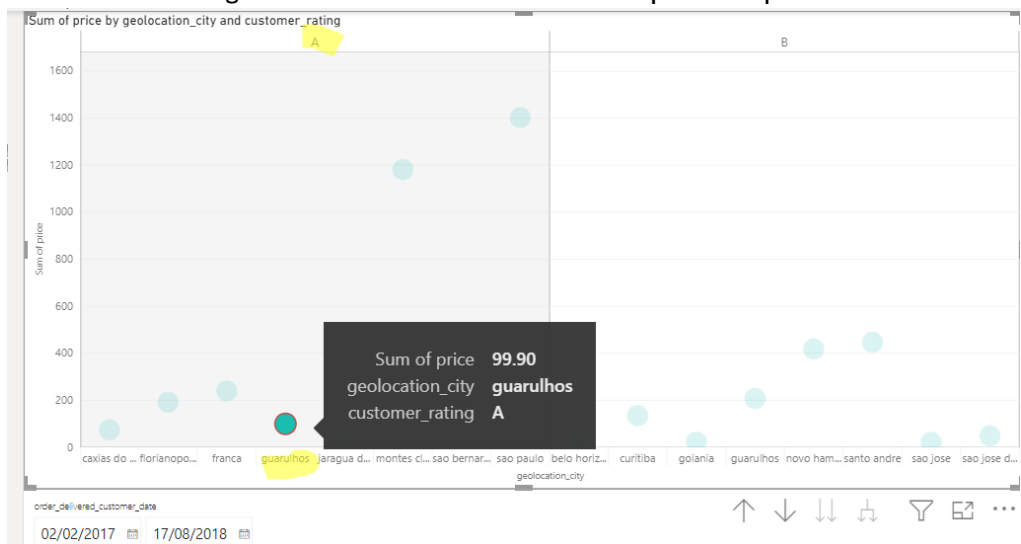 Sum of price by geolocation_city and customer_rating
A B
1600
1400
1200
1000
800
600
400
200
0
Sum of price
Sum of price 99.90
geolocation_city guarulhos
customer_rating A
caxias do ... florianopo... franca guarulhos jaragua d... montes cl... sao bernar... sao paulo belo horiz... curitiba goiania guarulhos novo ham... santo andre sao jose sao jose d...
geolocation_city
order_delivered_customer_date
02/02/2017 17/08/2018